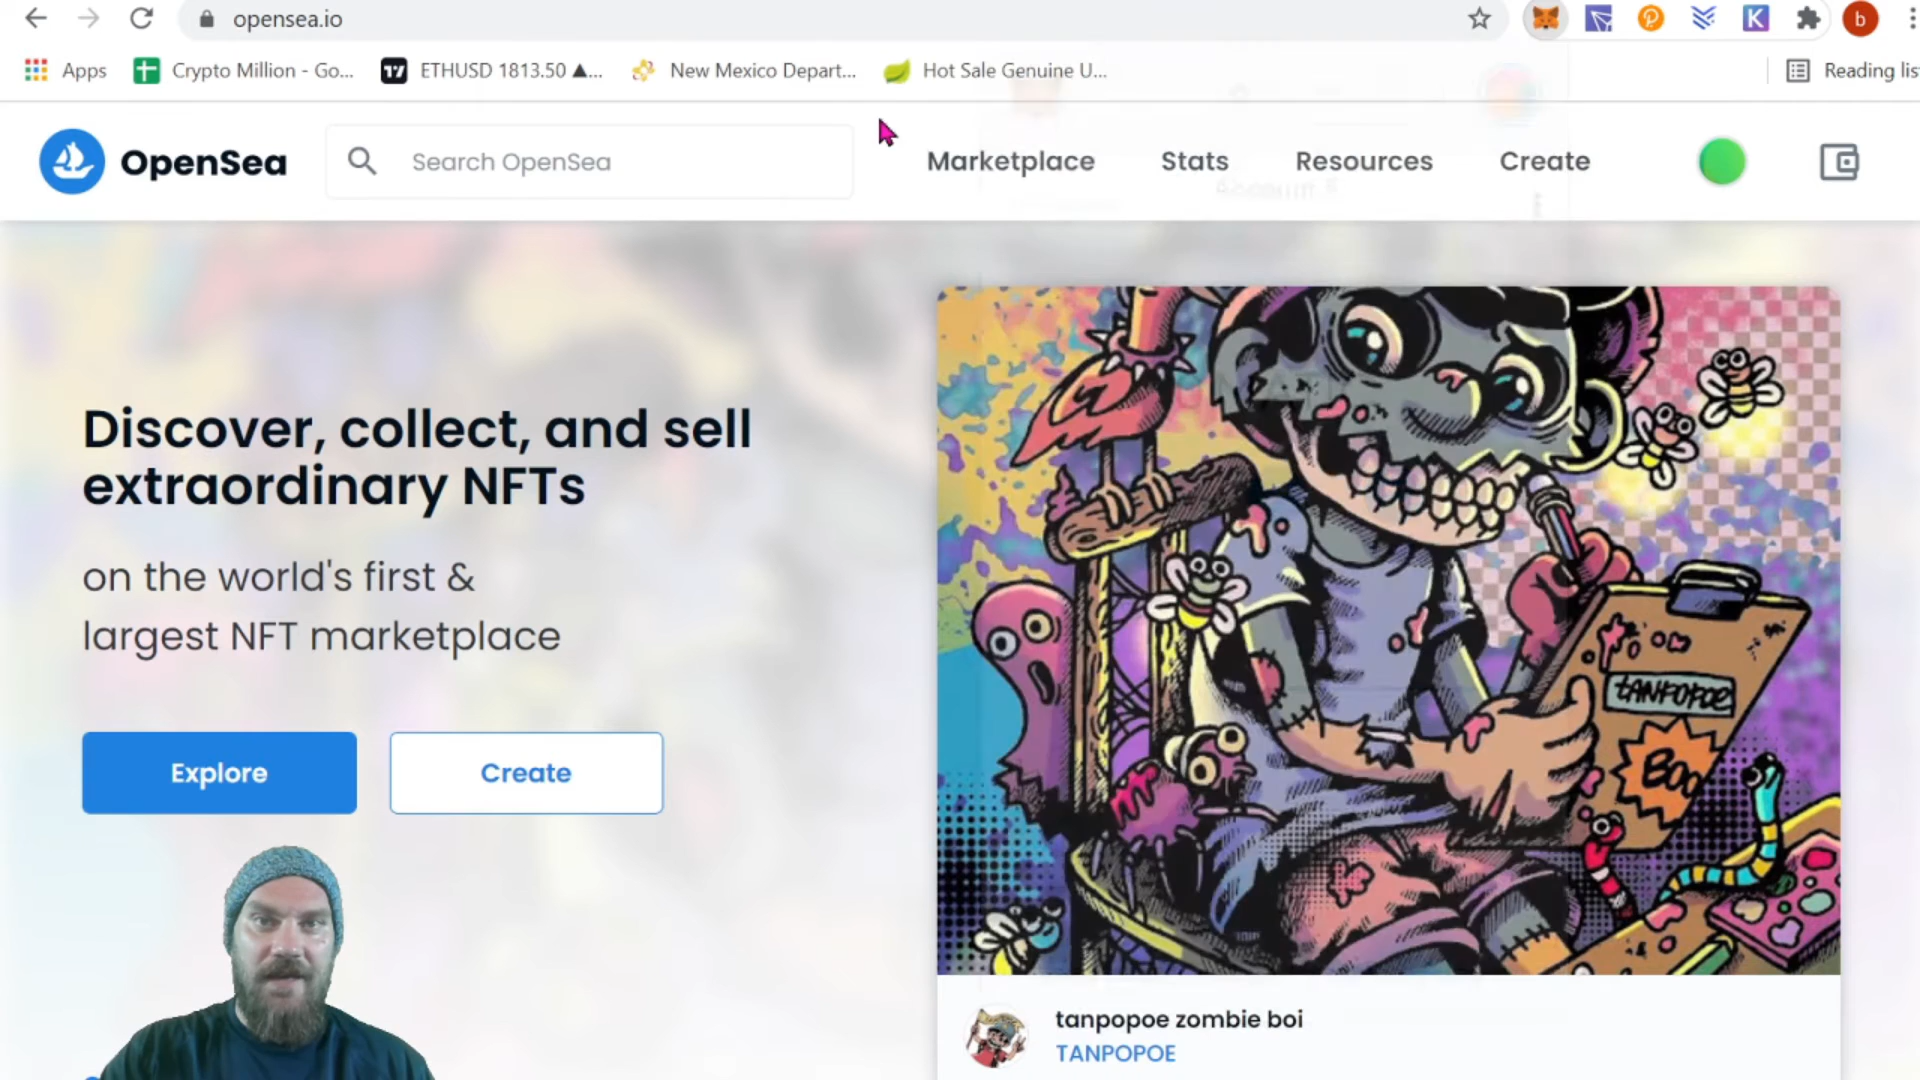 opensea.io
b
Apps
Crypto Million - Go...
ETHUSD 1813.50 ▲...
New Mexico Depart...
Hot Sale Genuine U...
Reading lis
OpenSea
Search OpenSea
Marketplace
Stats
Resources
Create
Discover, collect, and sell
extraordinary NFTs
on the world's first &
largest NFT marketplace
Explore
Create
tANPOPOE
BOO
tanpopoe zombie boi
TANPOPOE